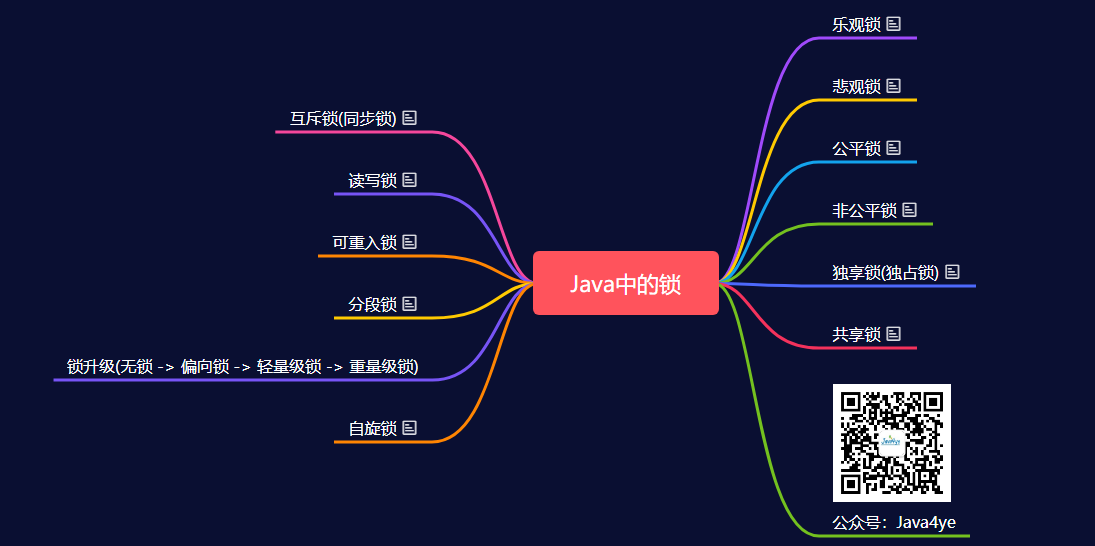 Java中的锁
乐观锁
悲观锁
公平锁
非公平锁
独享锁(独占锁)
共享锁
Java4ye
公众号：Java4ye
互斥锁(同步锁)
读写锁
可重入锁
分段锁
锁升级(无锁 -> 偏向锁 -> 轻量级锁 -> 重量级锁)
自旋锁